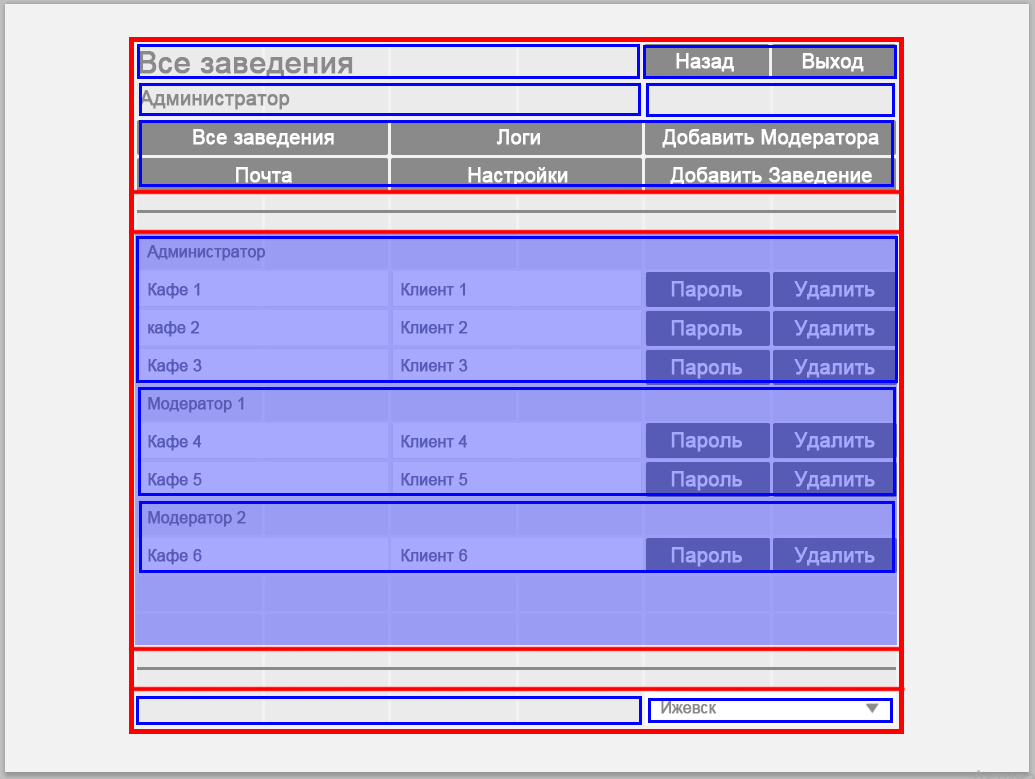 Все заведения Назад Выход
Администратор
Все заведения Логи Добавить Модератора
Почта Настройки Добавить Заведение
Администратор
Кафе 1 Клиент 1 Пароль Удалить
кафе 2 Клиент 2 Пароль Удалить
Кафе 3 Клиент 3 Пароль Удалить
Модератор 1
Кафе 4 Клиент 4 Пароль Удалить
Кафе 5 Клиент 5 Пароль Удалить
Модератор 2
Кафе 6 Клиент 6 Пароль Удалить
Ижевск